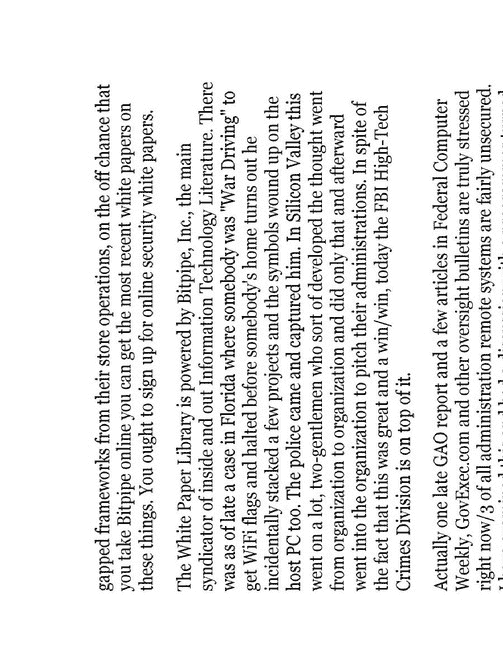 gapped frameworks from their store operations, on the off chance that
you take Bitpipe online you can get the most recent white papers on
these things. You ought to sign up for online security white papers.
The White Paper Library is powered by Bitpipe, Inc., the main
syndicator of inside and out Information Technology Literature. There
was as of late a case in Florida where somebody was "War Driving" to
get WiFi flags and halted before somebody's home turns out he
incidentally stacked a few projects and the symbols wound up on the
host PC too. The police came and captured him. In Silicon Valley this
went on a lot, two-gentlemen who sort of developed the thought went
from organization to organization and did only that and afterward
went into the organization to pitch their administrations. In spite of
the fact that this was great and a win/win, today the FBI High-Tech
Crimes Division is on top of it.
Actually one late GAO report and a few articles in Federal Computer
Weekly, GovExec.com and other oversight bulletins are truly stressed
right now/3 of all administration remote systems are fairly unsecured.